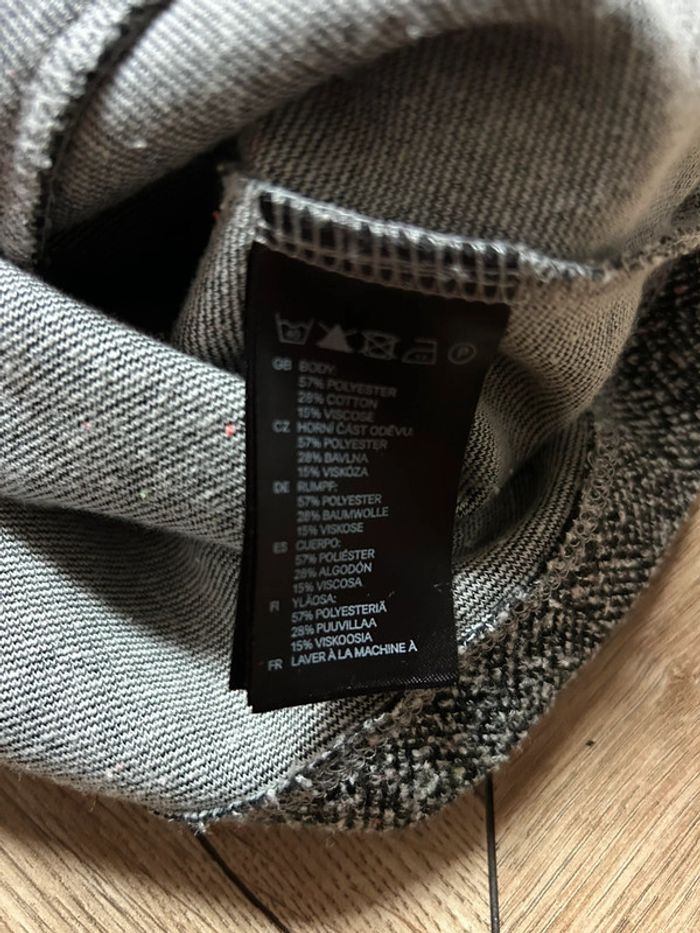 P
GB BODY:
57% POLYESTER
28% COTTON
15% VISCOSE
CZ HORNÍ ČÁST ODĚVU:
57% POLYESTER
28% BAVLNA
15% VISKÓZA
DE RUMPF:
57% POLYESTER
28% BAUMWOLLE
15% VISKOSE
ES CUERPO:
57% POLIÉSTER
28% ALGODÓN
15% VISCOSA
FI YLÄOSA:
57% POLYESTERIÄ
28% PUUVILLAA
15% VISKOOSIA
FR LAVER À LA MACHINE À